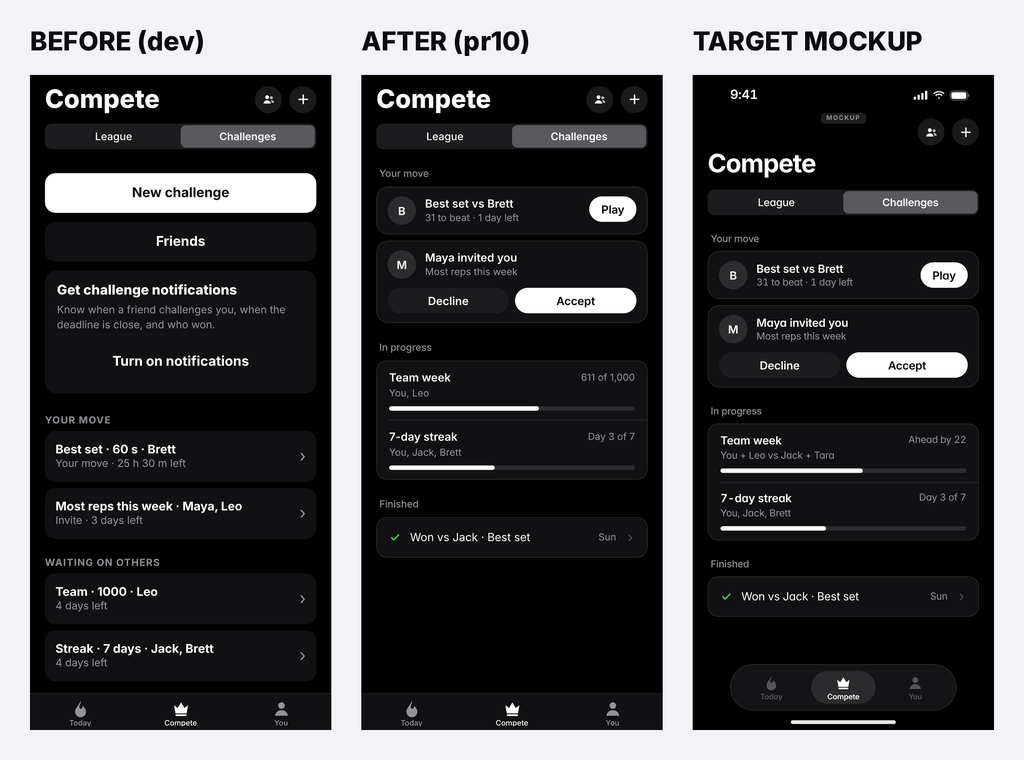 BEFORE (dev)
Compete
League
Challenges
New challenge
Friends
Get challenge notifications
Know when a friend challenges you, when the
deadline is close, and who won.
Turn on notifications
YOUR MOVE
Best set · 60 s · Brett
Your move · 25 h 30 m left
Most reps this week · Maya, Leo
Invite · 3 days left
WAITING ON OTHERS
Team · 1000 · Leo
4 days left
Streak · 7 days · Jack, Brett
4 days left
Today
Compete
You
AFTER (pr10)
Compete
League
Challenges
Your move
B
Best set vs Brett
31 to beat · 1 day left
Play
M
Maya invited you
Most reps this week
Decline
Accept
In progress
Team week
611 of 1,000
You, Leo
7-day streak
Day 3 of 7
You, Jack, Brett
Finished
Won vs Jack · Best set
Sun
Today
Compete
You
TARGET MOCKUP
9:41
MOCKUP
Compete
League
Challenges
Your move
B
Best set vs Brett
31 to beat · 1 day left
Play
M
Maya invited you
Most reps this week
Decline
Accept
In progress
Team week
Ahead by 22
You + Leo vs Jack + Tara
7-day streak
Day 3 of 7
You, Jack, Brett
Finished
Won vs Jack · Best set
Sun
Today
Compete
You